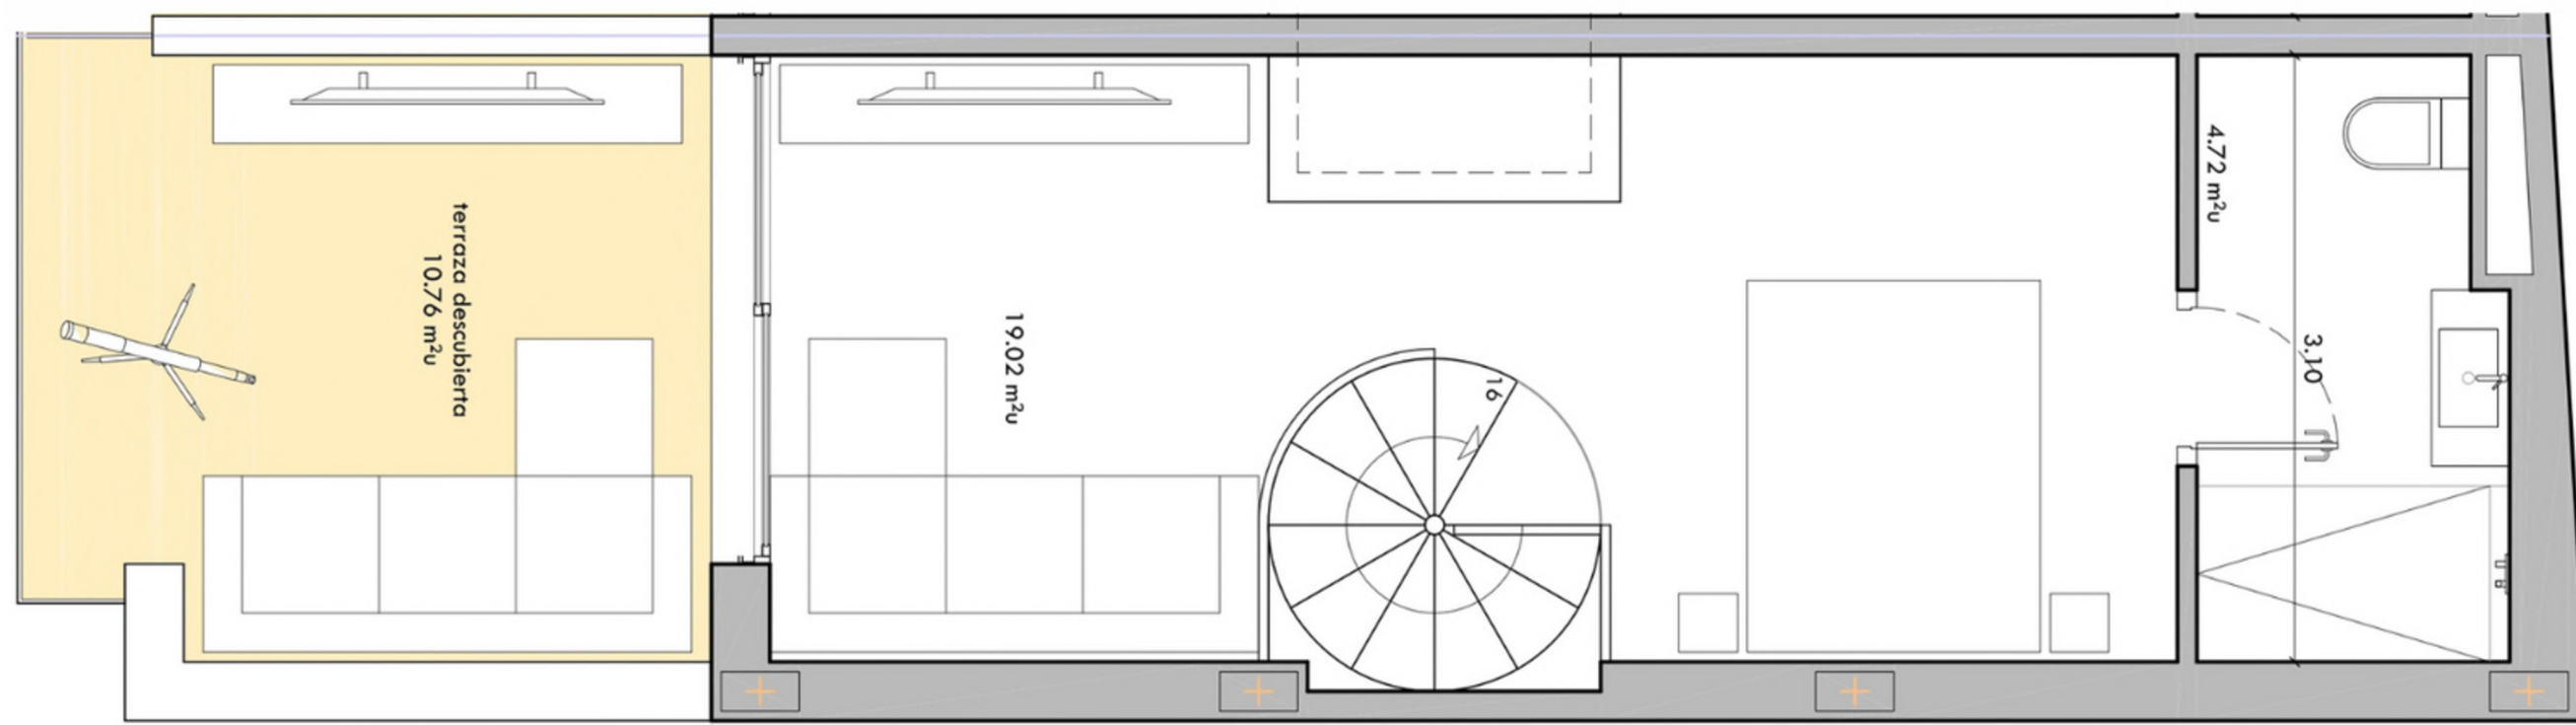 terraza descubierta
10.76 m²u
19.02 m²u
16
4.72 m²u
3,10